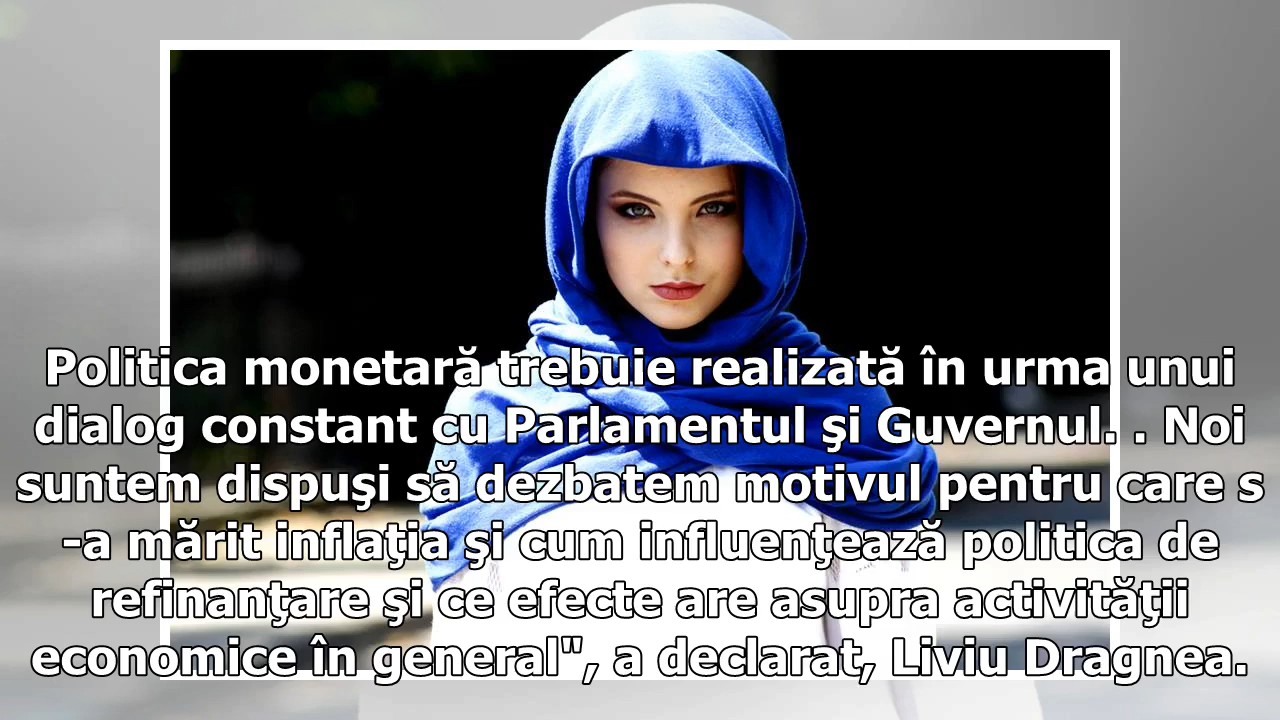 Politica monetară trebuie realizată în urma unui
dialog constant cu Parlamentul şi Guvernul. . Noi
suntem dispuşi să dezbatem motivul pentru care s
-a mărit inflaţia şi cum influenţează politica de
refinanţare şi ce efecte are asupra activităţii
economice în general", a declarat, Liviu Dragnea.